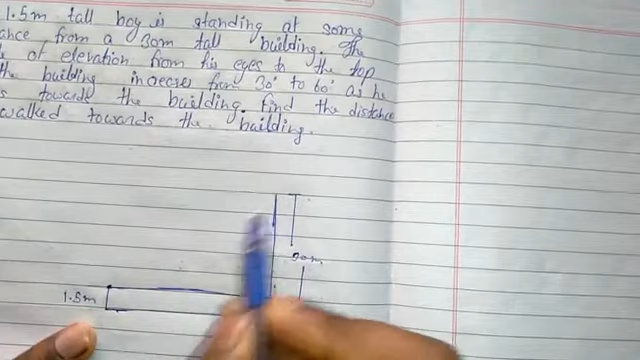 1.5m tall boy is standing at some
ance from a 30m tall building. The
of elevation from his eyes to the top
the building increases from 30° to 60° as he
s towards the building. Find the distance
walked towards the building.
30m
1.5m